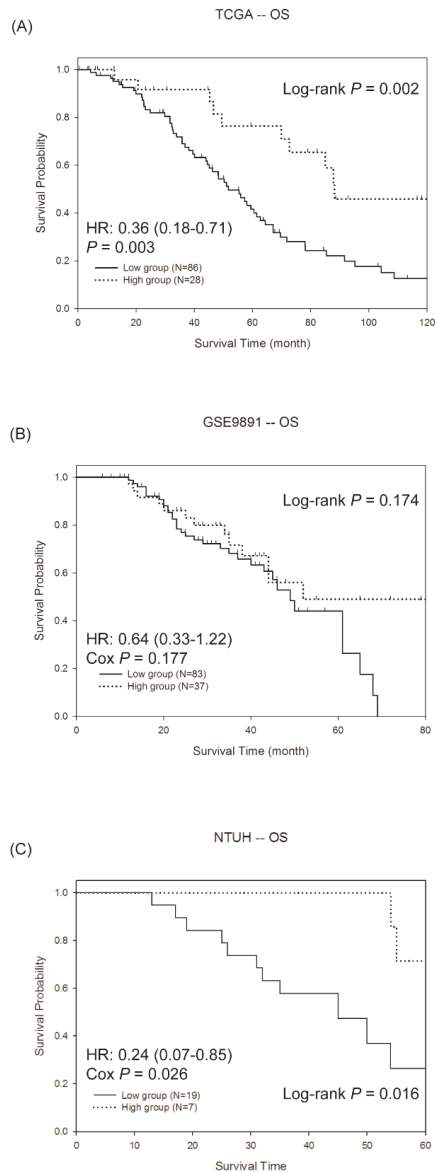 (A)
TCGA -- OS
Log-rank P = 0.002
HR: 0.36 (0.18-0.71)
P = 0.003
Low group (N=86)
High group (N=28)
Survival Probability
1.0
0.8
0.6
0.4
0.2
0.0
0 20 40 60 80 100 120
Survival Time (month)
(B)
GSE9891 -- OS
Log-rank P = 0.174
HR: 0.64 (0.33-1.22)
Cox P = 0.177
Low group (N=83)
High group (N=37)
Survival Probability
1.0
0.8
0.6
0.4
0.2
0.0
0 20 40 60 80
Survival Time (month)
(C)
NTUH -- OS
HR: 0.24 (0.07-0.85)
Cox P = 0.026
Low group (N=19)
High group (N=7)
Log-rank P = 0.016
Survival Probability
1.0
0.8
0.6
0.4
0.2
0.0
0 10 20 30 40 50 60
Survival Time